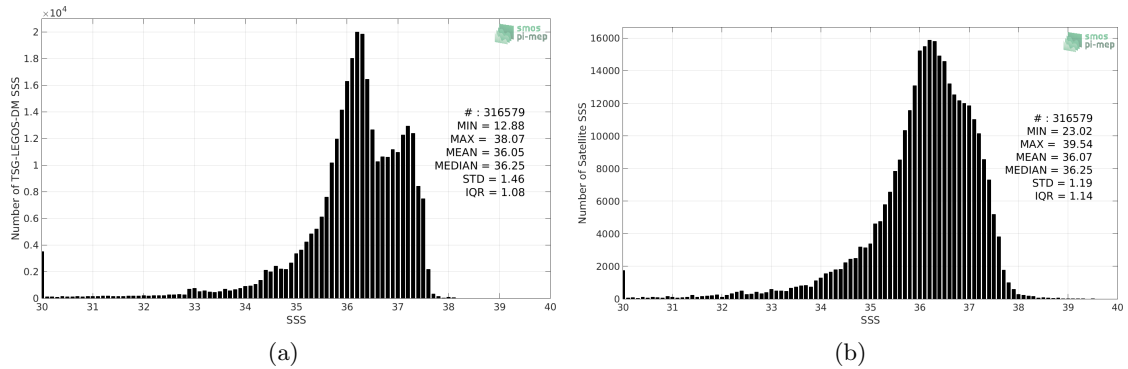 ×10⁴
2
1.8
1.6
1.4
1.2
1
0.8
0.6
0.4
0.2
0
Number of TSG-LEGOS-DM SSS
smos
pi-mep
# : 316579
MIN = 12.88
MAX = 38.07
MEAN = 36.05
MEDIAN = 36.25
STD = 1.46
IQR = 1.08
30 31 32 33 34 35 36 37 38 39 40
SSS
(a)
16000
14000
12000
10000
8000
6000
4000
2000
0
Number of Satellite SSS
smos
pi-mep
# : 316579
MIN = 23.02
MAX = 39.54
MEAN = 36.07
MEDIAN = 36.25
STD = 1.19
IQR = 1.14
30 31 32 33 34 35 36 37 38 39 40
SSS
(b)